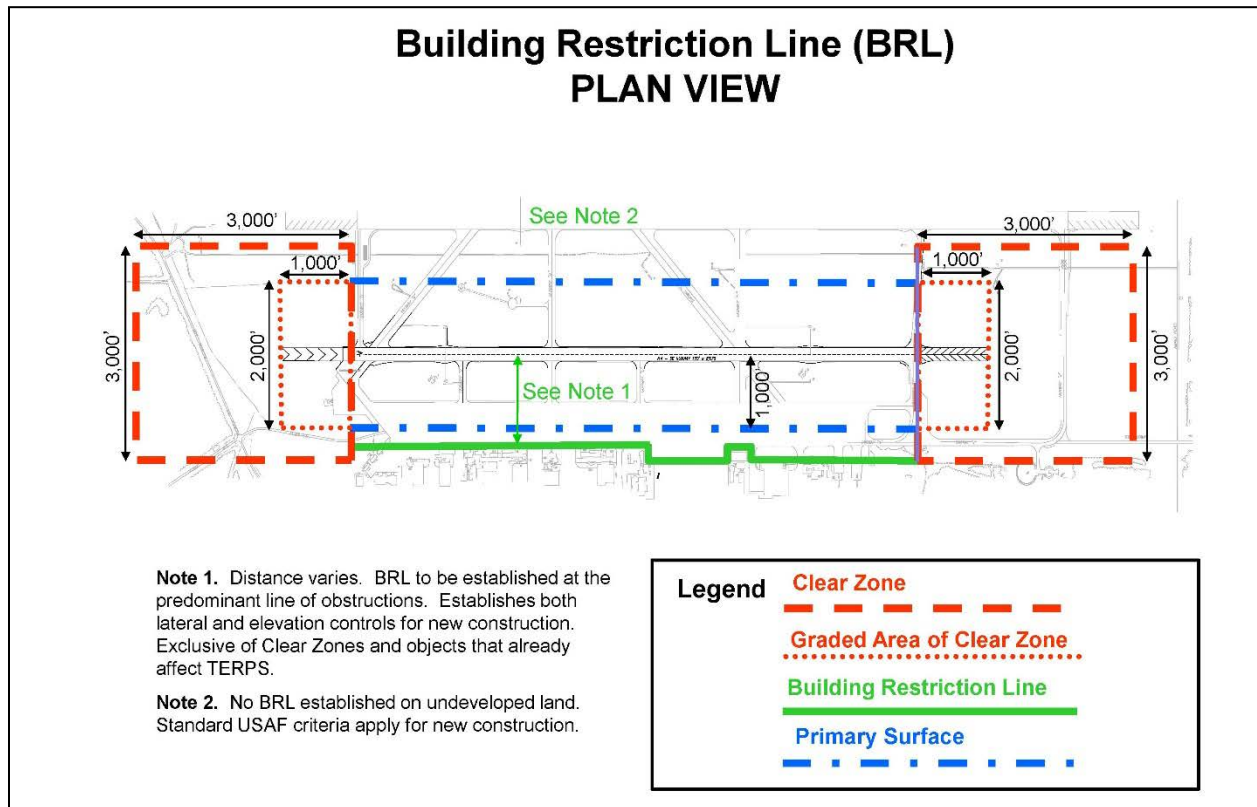 Building Restriction Line (BRL)
PLAN VIEW
See Note 2
3,000’
3,000’
1,000’
1,000’
3,000’
2,000’
See Note 1
1,000’
2,000’
3,000’
Note 1. Distance varies. BRL to be established at the
predominant line of obstructions. Establishes both
lateral and elevation controls for new construction.
Exclusive of Clear Zones and objects that already
affect TERPS.
Note 2. No BRL established on undeveloped land.
Standard USAF criteria apply for new construction.
Legend
Clear Zone
Graded Area of Clear Zone
Building Restriction Line
Primary Surface